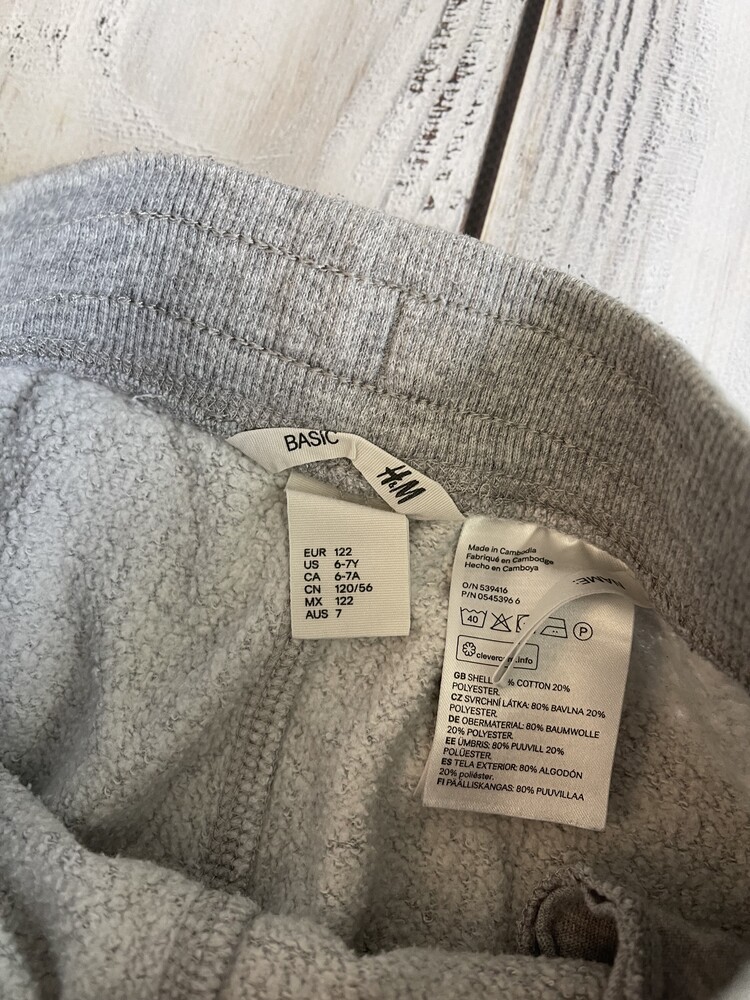 BASIC
H&M
EUR 122
US 6-7Y
CA 6-7A
CN 120/56
MX 122
AUS 7
Made in Cambodia
Fabriqué en Cambodge
Hecho en Camboya
NAME:
O/N 539416
P/N 0545396 6
40 P
.info
GB SHELL % COTTON 20%
POLYESTER.
CZ SVRCHNÍ LÁTKA: 80% BAVLNA 20%
POLYESTER.
DE OBERMATERIAL: 80% BAUMWOLLE
20% POLYESTER.
EE ÜMBRIS: 80% PUUVILL 20%
POLÜESTER.
ES TELA EXTERIOR: 80% ALGODÓN
20% poliéster.
FI PÄÄLLISKANGAS: 80% PUUVILLAA